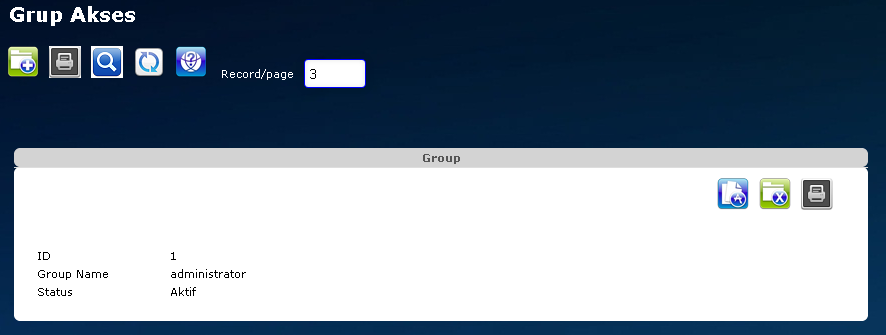 Grup Akses
Record/page 3
Group
ID 1
Group Name administrator
Status Aktif